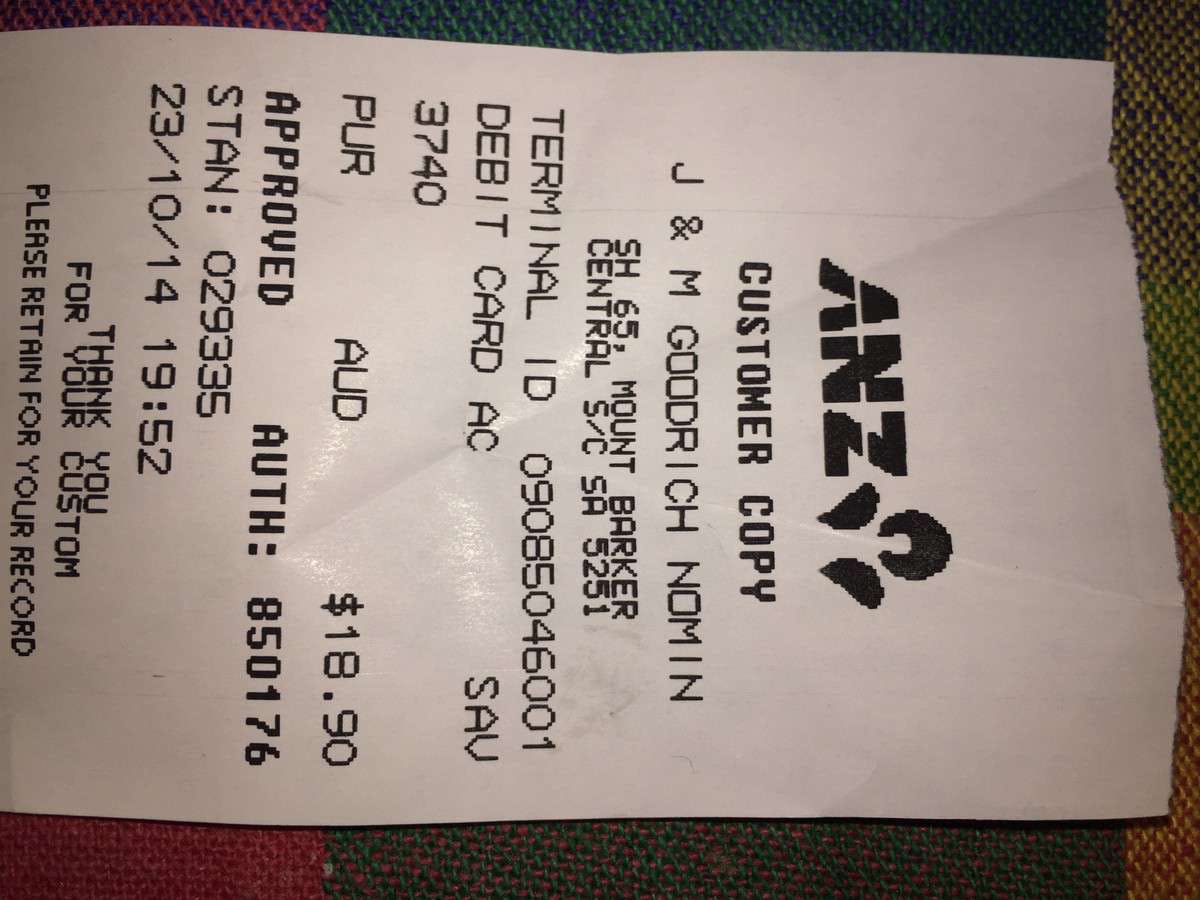 ANZ
CUSTOMER COPY
J & M GOODRICH NOMIN
SH 65, MOUNT BARKER
CENTRAL S/C SA 5251
TERMINAL ID 09085046001
DEBIT CARD AC SAV
3740
PUR AUD $18.90
APPROVED AUTH: 850176
STAN: 029335
23/10/14 19:52
THANK YOU
FOR YOUR CUSTOM
PLEASE RETAIN FOR YOUR RECORD